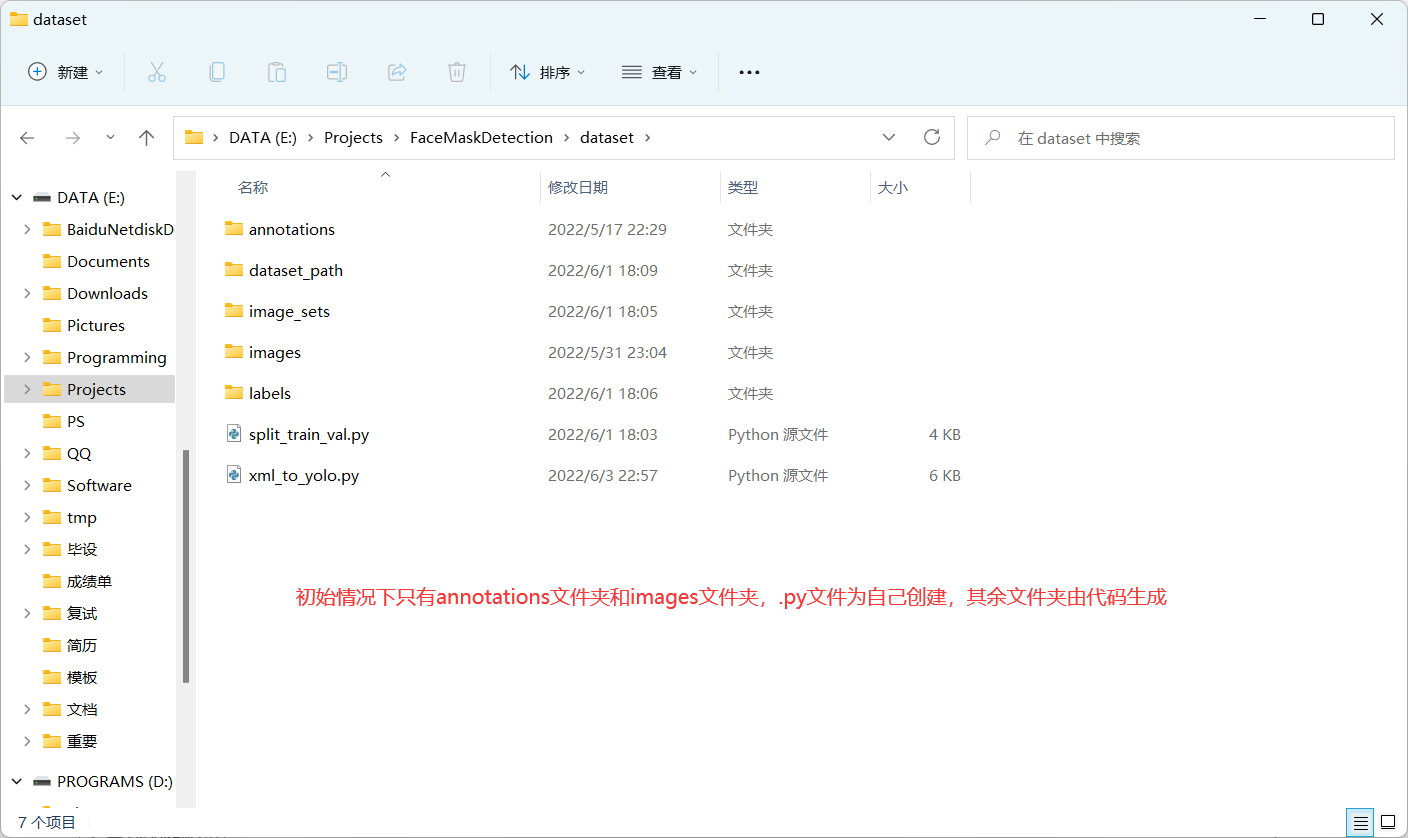 dataset
新建 排序 查看
DATA (E:) Projects FaceMaskDetection dataset 在 dataset 中搜索
名称 修改日期 类型 大小
DATA (E:)
BaiduNetdiskD
Documents
Downloads
Pictures
Programming
Projects
PS
QQ
Software
tmp
毕设
成绩单
复试
简历
模板
文档
重要
PROGRAMS (D:)
annotations 2022/5/17 22:29 文件夹
dataset_path 2022/6/1 18:09 文件夹
image_sets 2022/6/1 18:05 文件夹
images 2022/5/31 23:04 文件夹
labels 2022/6/1 18:06 文件夹
split_train_val.py 2022/6/1 18:03 Python 源文件 4 KB
xml_to_yolo.py 2022/6/3 22:57 Python 源文件 6 KB
初始情况下只有annotations文件夹和images文件夹，.py文件为自己创建，其余文件夹由代码生成
7 个项目